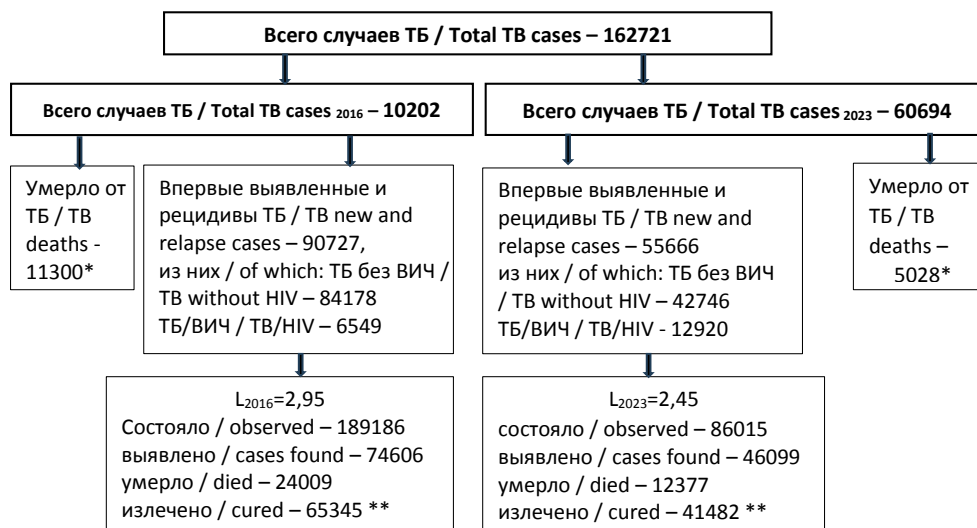 Всего случаев ТБ / Total TB cases – 162721
Всего случаев ТБ / Total TB cases 2016 – 10202
Всего случаев ТБ / Total TB cases 2023 – 60694
Умерло от
ТБ / TB
deaths -
11300*
Впервые выявленные и
рецидивы ТБ / TB new and
relapse cases – 90727,
из них / of which: ТБ без ВИЧ /
TB without HIV – 84178
ТБ/ВИЧ / TB/HIV – 6549
Впервые выявленные и
рецидивы ТБ / TB new and
relapse cases – 55666
из них / of which: ТБ без ВИЧ
/ TB without HIV – 42746
ТБ/ВИЧ / TB/HIV - 12920
Умерло от
ТБ / TB
deaths –
5028*
L2016=2,95
Состояло / observed – 189186
выявлено / cases found – 74606
умерло / died – 24009
излечено / cured – 65345 **
L2023=2,45
состояло / observed – 86015
выявлено / cases found – 46099
умерло / died – 12377
излечено / cured – 41482 **